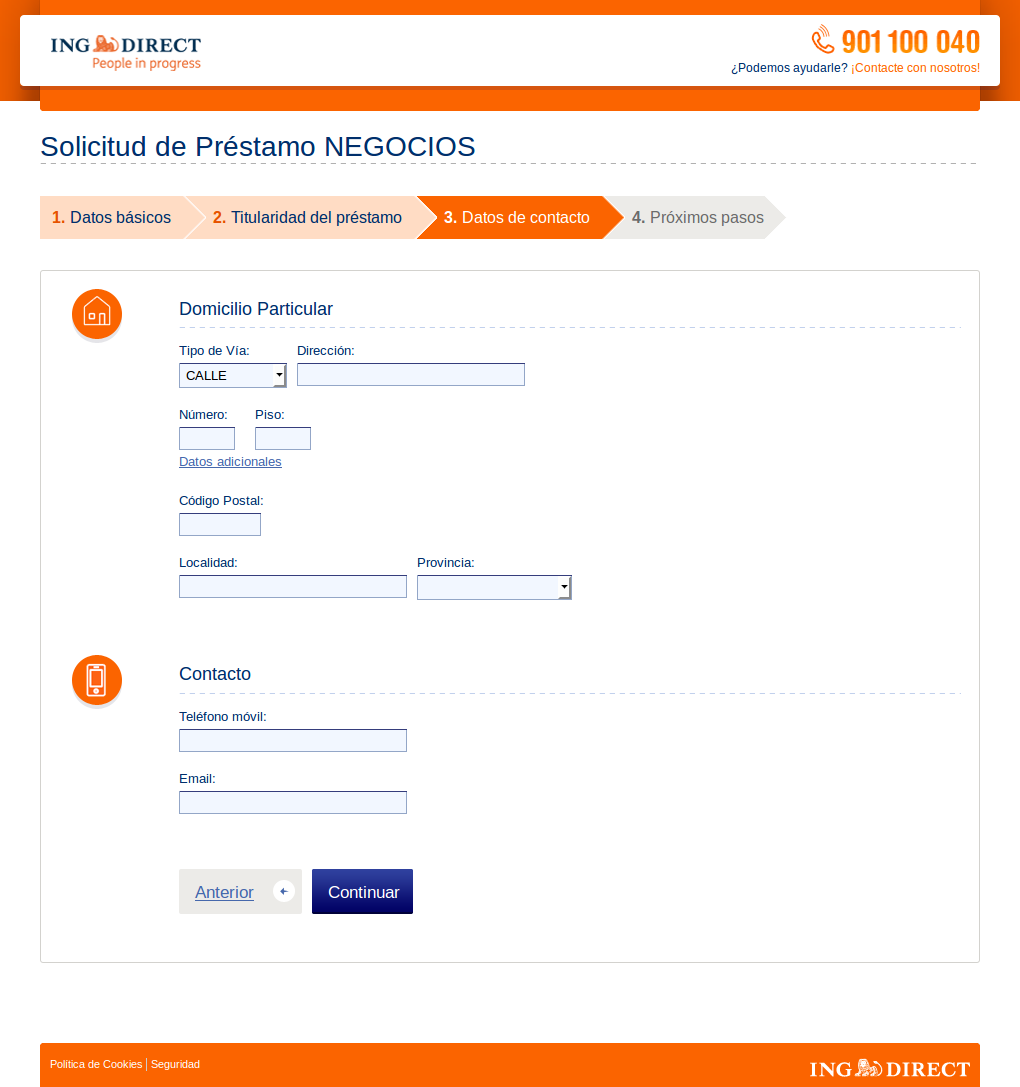 ING DIRECT
People in progress
901 100 040
¿Podemos ayudarle? ¡Contacte con nosotros!
Solicitud de Préstamo NEGOCIOS
1. Datos básicos
2. Titularidad del préstamo
3. Datos de contacto
4. Próximos pasos
Domicilio Particular
Tipo de Vía: Dirección:
CALLE
Número: Piso:
Datos adicionales
Código Postal:
Localidad: Provincia:
Contacto
Teléfono móvil:
Email:
Anterior Continuar
Política de Cookies | Seguridad
ING DIRECT